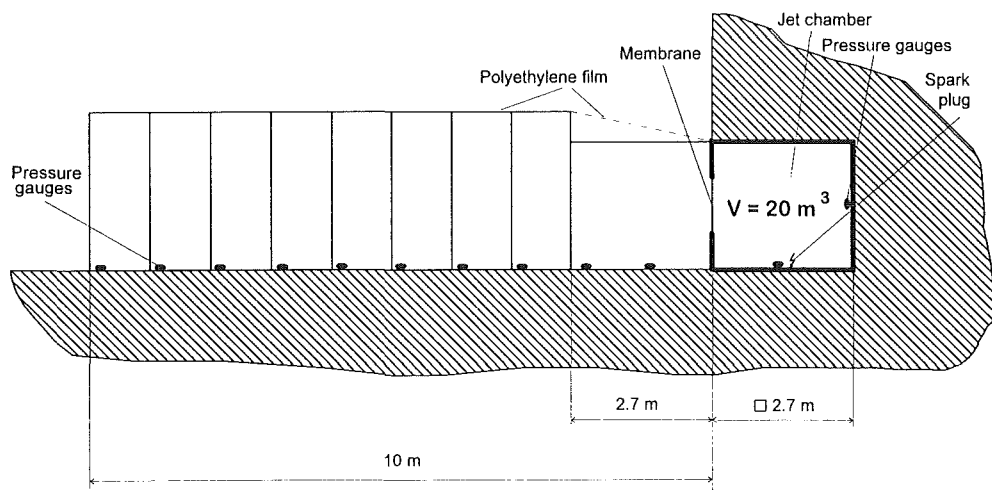 Jet chamber
Pressure gauges
Membrane
Spark
plug
Polyethylene film
Pressure
gauges
V = 20 m³
2.7 m
□ 2.7 m
10 m